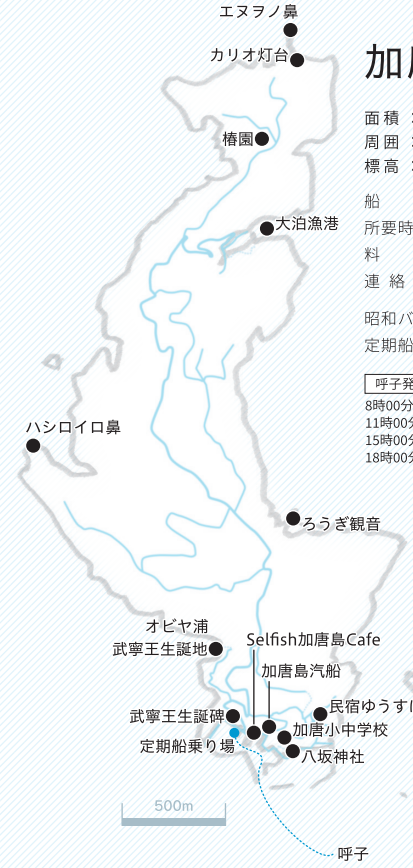 エヌヲノ鼻
カリオ灯台
加
椿園
面積
周囲
標高
船
大泊漁港
所要時
料
連絡
昭和バ
定期船
呼子発
8時00分
11時00分
15時00分
18時00分
ハシロイロ鼻
ろうぎ観音
オビヤ浦
武寧王生誕地
Selfish加唐島Cafe
加唐島汽船
民宿ゆうすげ
武寧王生誕碑
加唐小中学校
定期船乗り場
八坂神社
500m
呼子